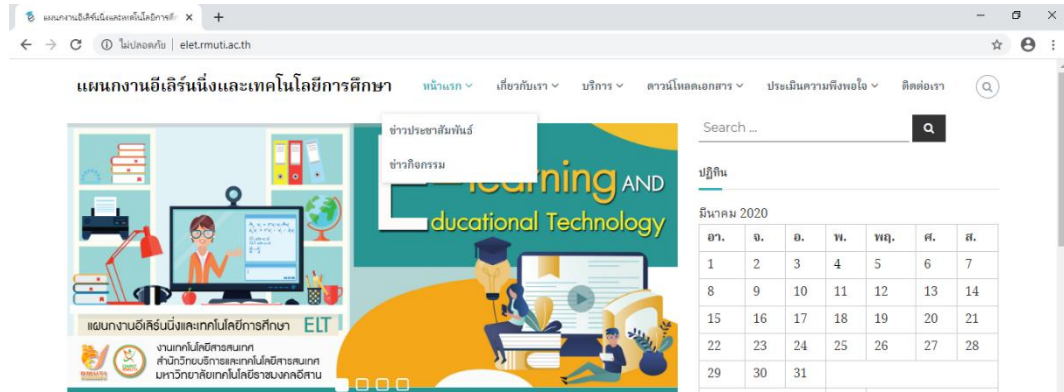 แผนกงานอีเลิร์นนิ่งและเทคโนโลยีการศึก
ไม่ปลอดภัย | elet.rmuti.ac.th
แผนกงานอีเลิร์นนิ่งและเทคโนโลยีการศึกษา หน้าแรก เกี่ยวกับเรา บริการ ดาวน์โหลดเอกสาร ประเมินความพึงพอใจ ติดต่อเรา
ข่าวประชาสัมพันธ์
ข่าวกิจกรรม
learning AND
Educational Technology
แผนกงานอีเลิร์นนิ่งและเทคโนโลยีการศึกษา ELT
งานเทคโนโลยีสารสนเทศ
สำนักวิทยบริการและเทคโนโลยีสารสนเทศ
มหาวิทยาลัยเทคโนโลยีราชมงคลอีสาน
Search ...
ปฏิทิน
มีนาคม 2020
อา. จ. อ. พ. พฤ. ศ. ส.
1 2 3 4 5 6 7
8 9 10 11 12 13 14
15 16 17 18 19 20 21
22 23 24 25 26 27 28
29 30 31